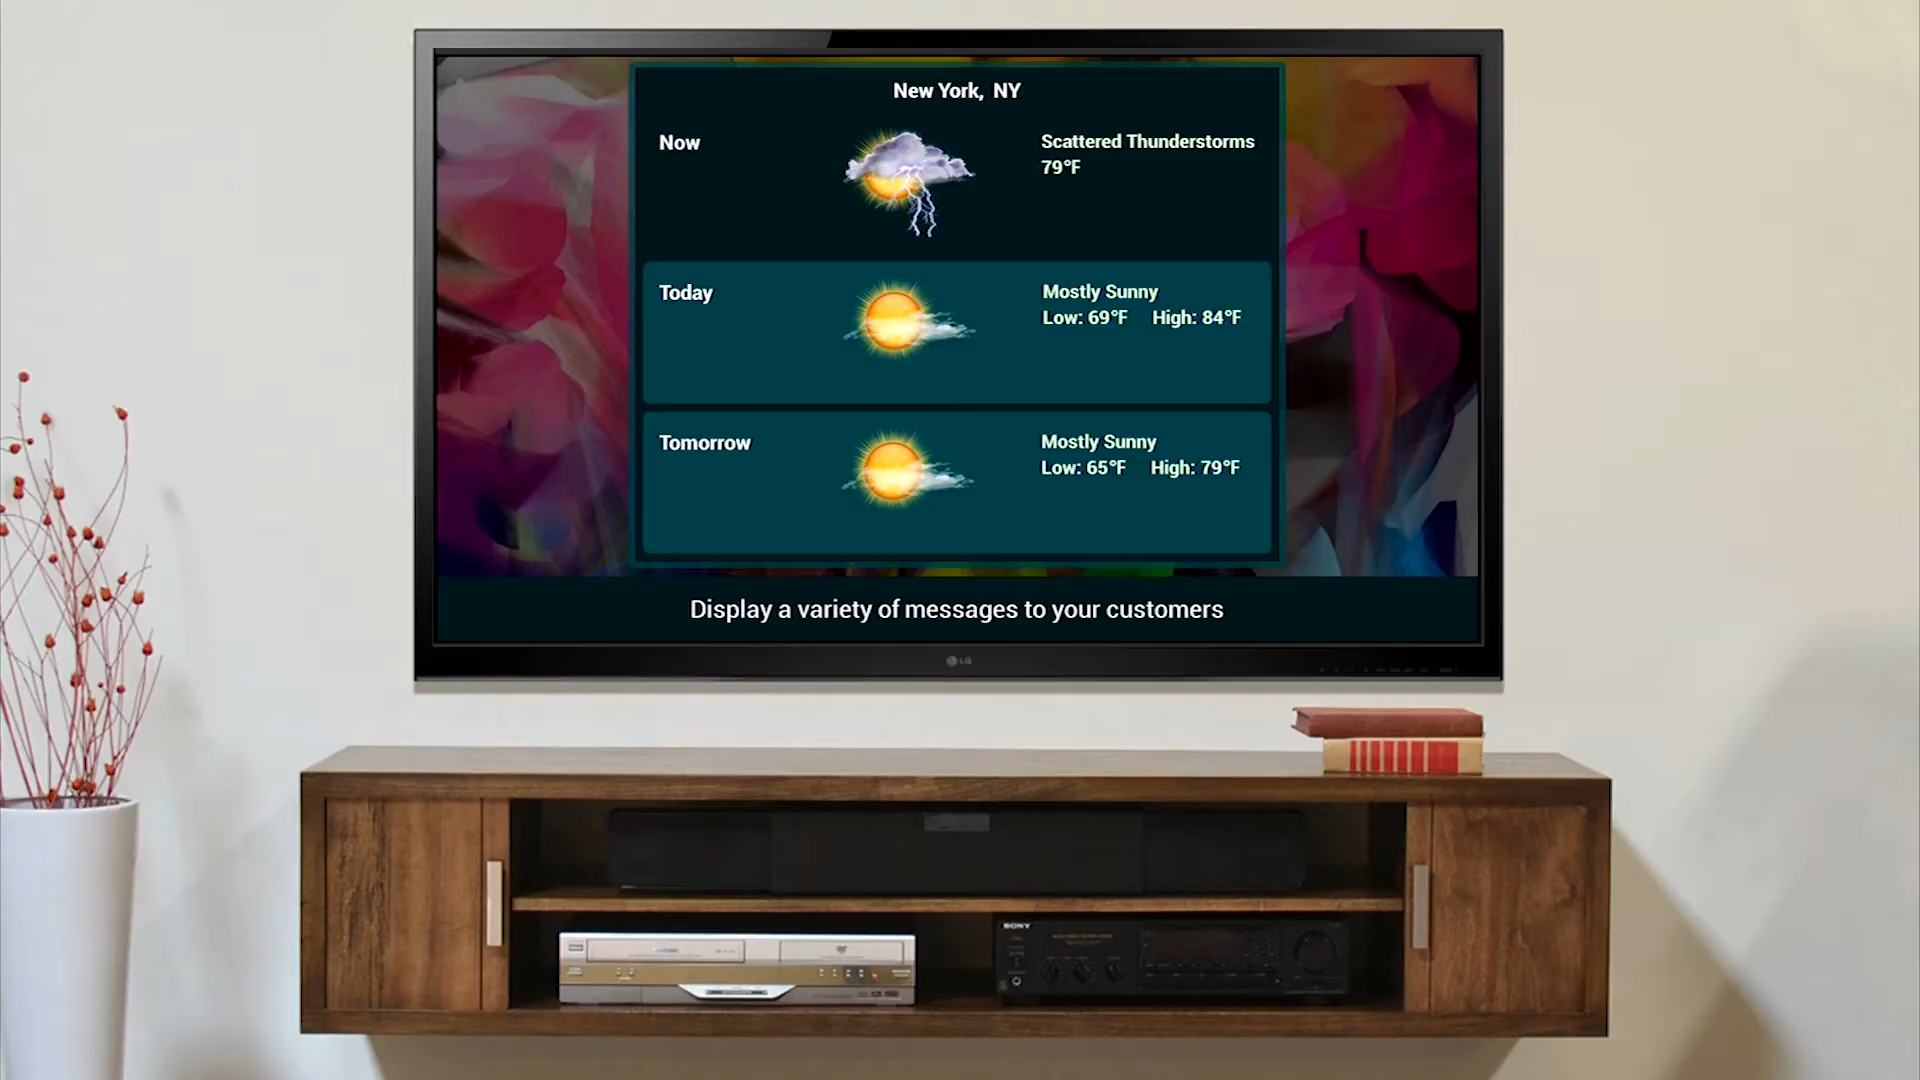 New York, NY
Now
Scattered Thunderstorms
79°F
Today
Mostly Sunny
Low: 69°F High: 84°F
Tomorrow
Mostly Sunny
Low: 65°F High: 79°F
Display a variety of messages to your customers
LG
SONY